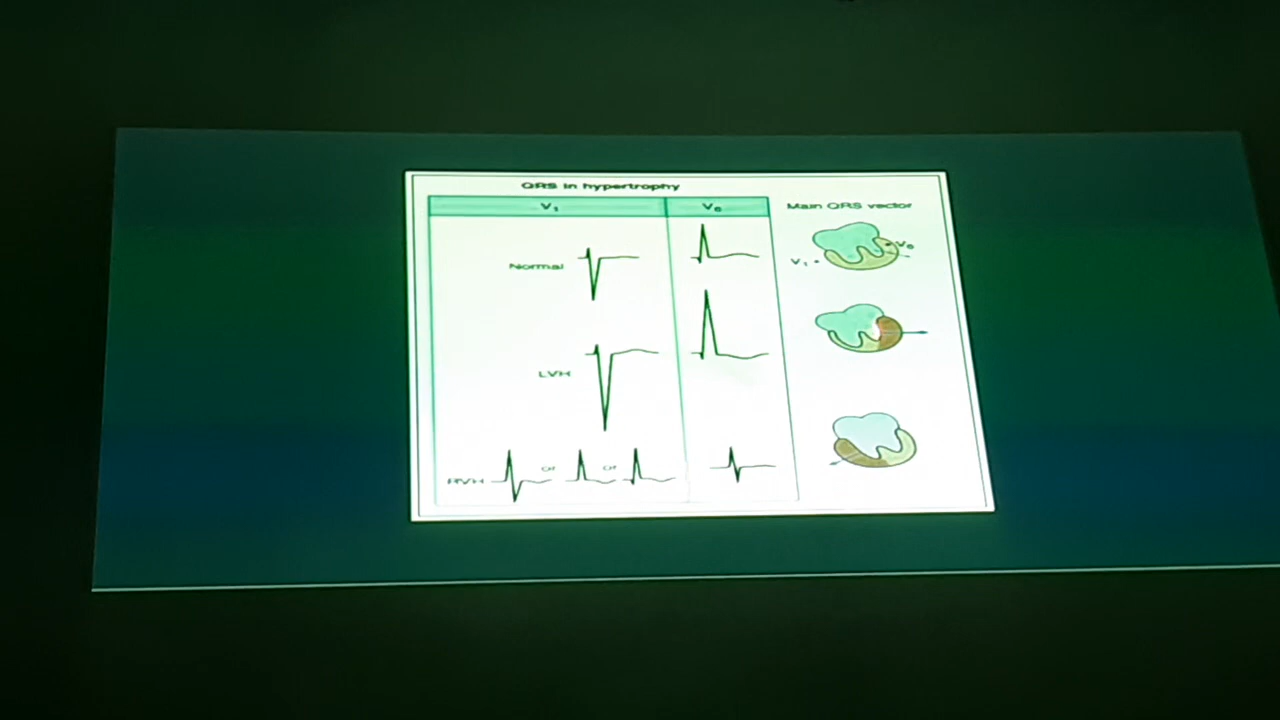 QRS in hypertrophy
V₁ V₆ Main QRS vector
V₆
V₁
Normal
LVH
RVH or or